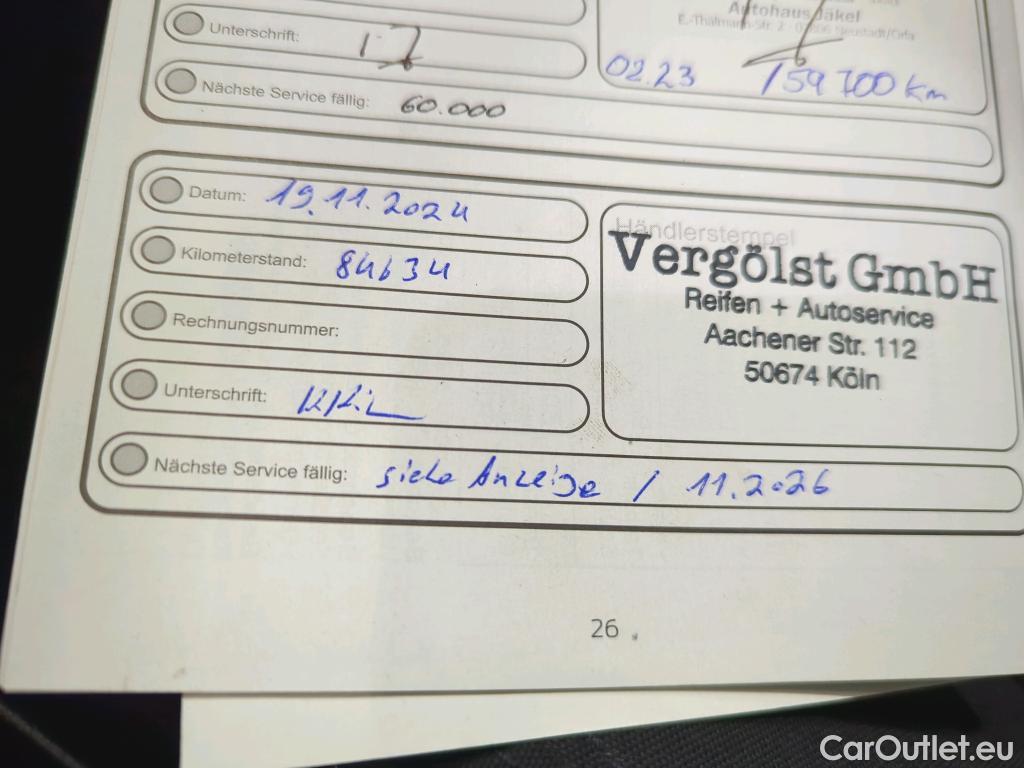 Autohaus Jäkel
Unterschrift:
02.23 159 700 km
Nächste Service fällig: 60.000
Datum: 19.11.2024
Kilometerstand: 84634
Rechnungsnummer:
Unterschrift:
Nächste Service fällig: siehe Anzeige / 11.2026
Händlerstempel
Vergölst GmbH
Reifen + Autoservice
Aachener Str. 112
50674 Köln
26
CarOutlet.eu